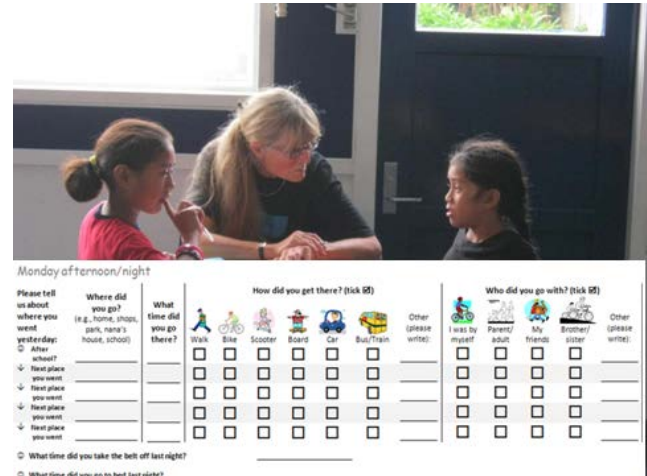 Monday afternoon/night
Please tell us about where you went yesterday:
Where did you go? (e.g., home, shops, park, nana's house, school)
What time did you go there?
How did you get there? (tick ☑)
Walk Bike Scooter Board Car Bus/Train Other (please write):
Who did you go with? (tick ☑)
I was by myself Parent/adult My friends Brother/sister Other (please write):
After school?
Next place you went
Next place you went
Next place you went
Next place you went
What time did you take the belt off last night?
What time did you go to bed last night?